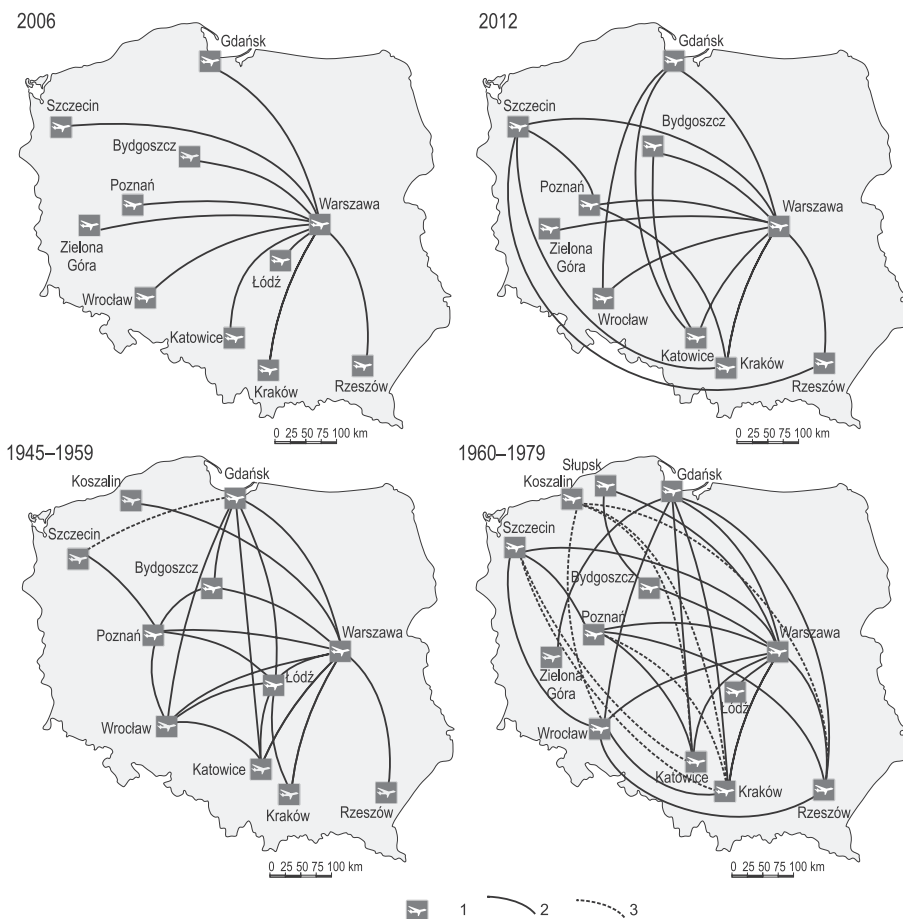 2006
Gdańsk
Szczecin
Bydgoszcz
Poznań
Warszawa
Zielona
Góra
Łódź
Wrocław
Katowice
Kraków
Rzeszów
0 25 50 75 100 km
2012
Gdańsk
Szczecin
Bydgoszcz
Poznań
Warszawa
Zielona
Góra
Wrocław
Katowice
Kraków
Rzeszów
0 25 50 75 100 km
1945–1959
Gdańsk
Koszalin
Szczecin
Bydgoszcz
Poznań
Warszawa
Łódź
Wrocław
Katowice
Kraków
Rzeszów
0 25 50 75 100 km
1960–1979
Słupsk
Gdańsk
Koszalin
Szczecin
Bydgoszcz
Poznań
Warszawa
Zielona
Góra
Łódź
Wrocław
Katowice
Kraków
Rzeszów
0 25 50 75 100 km
1 2 3